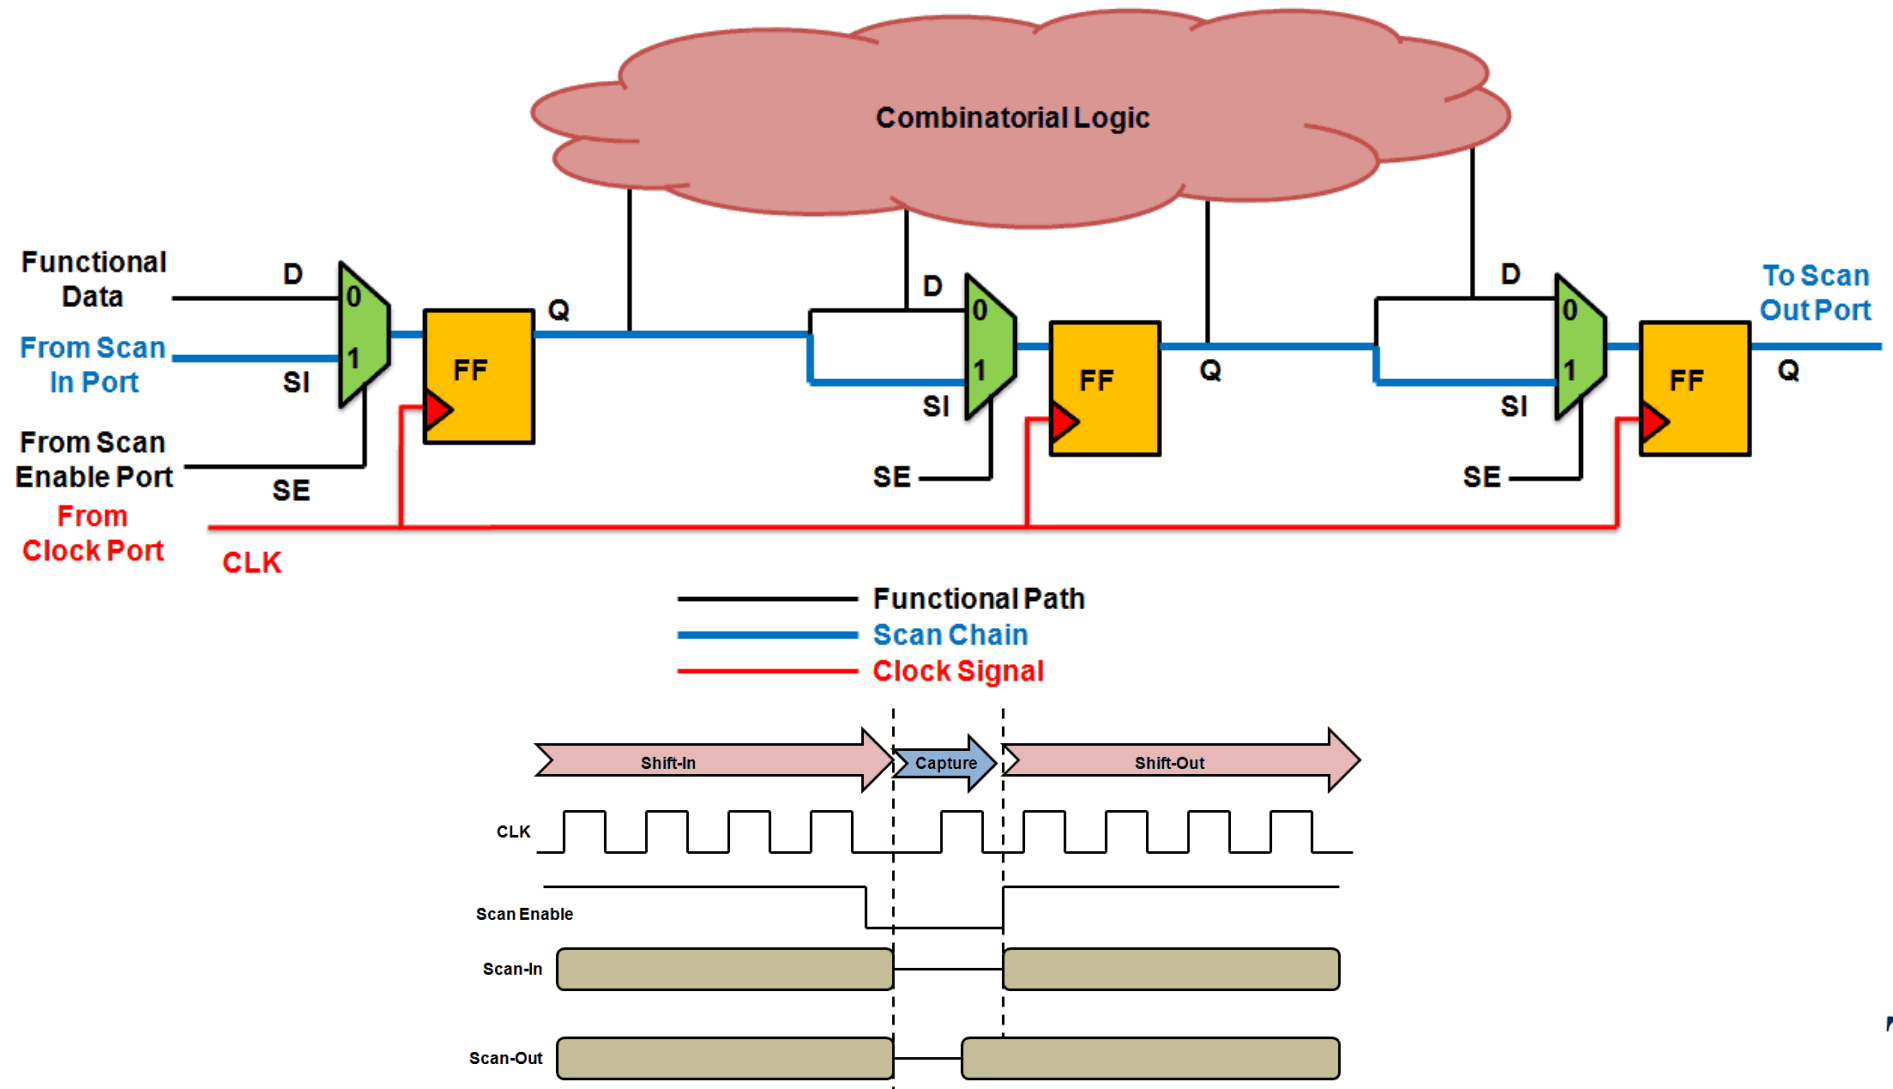 Combinatorial Logic
Functional
Data
D
0
From Scan
In Port
1
SI
From Scan
Enable Port
SE
From
Clock Port
CLK
FF
Q
D
0
1
SI
SE
FF
Q
D
0
1
SI
SE
FF
Q
To Scan
Out Port
Functional Path
Scan Chain
Clock Signal
Shift-In
Capture
Shift-Out
CLK
Scan Enable
Scan-In
Scan-Out